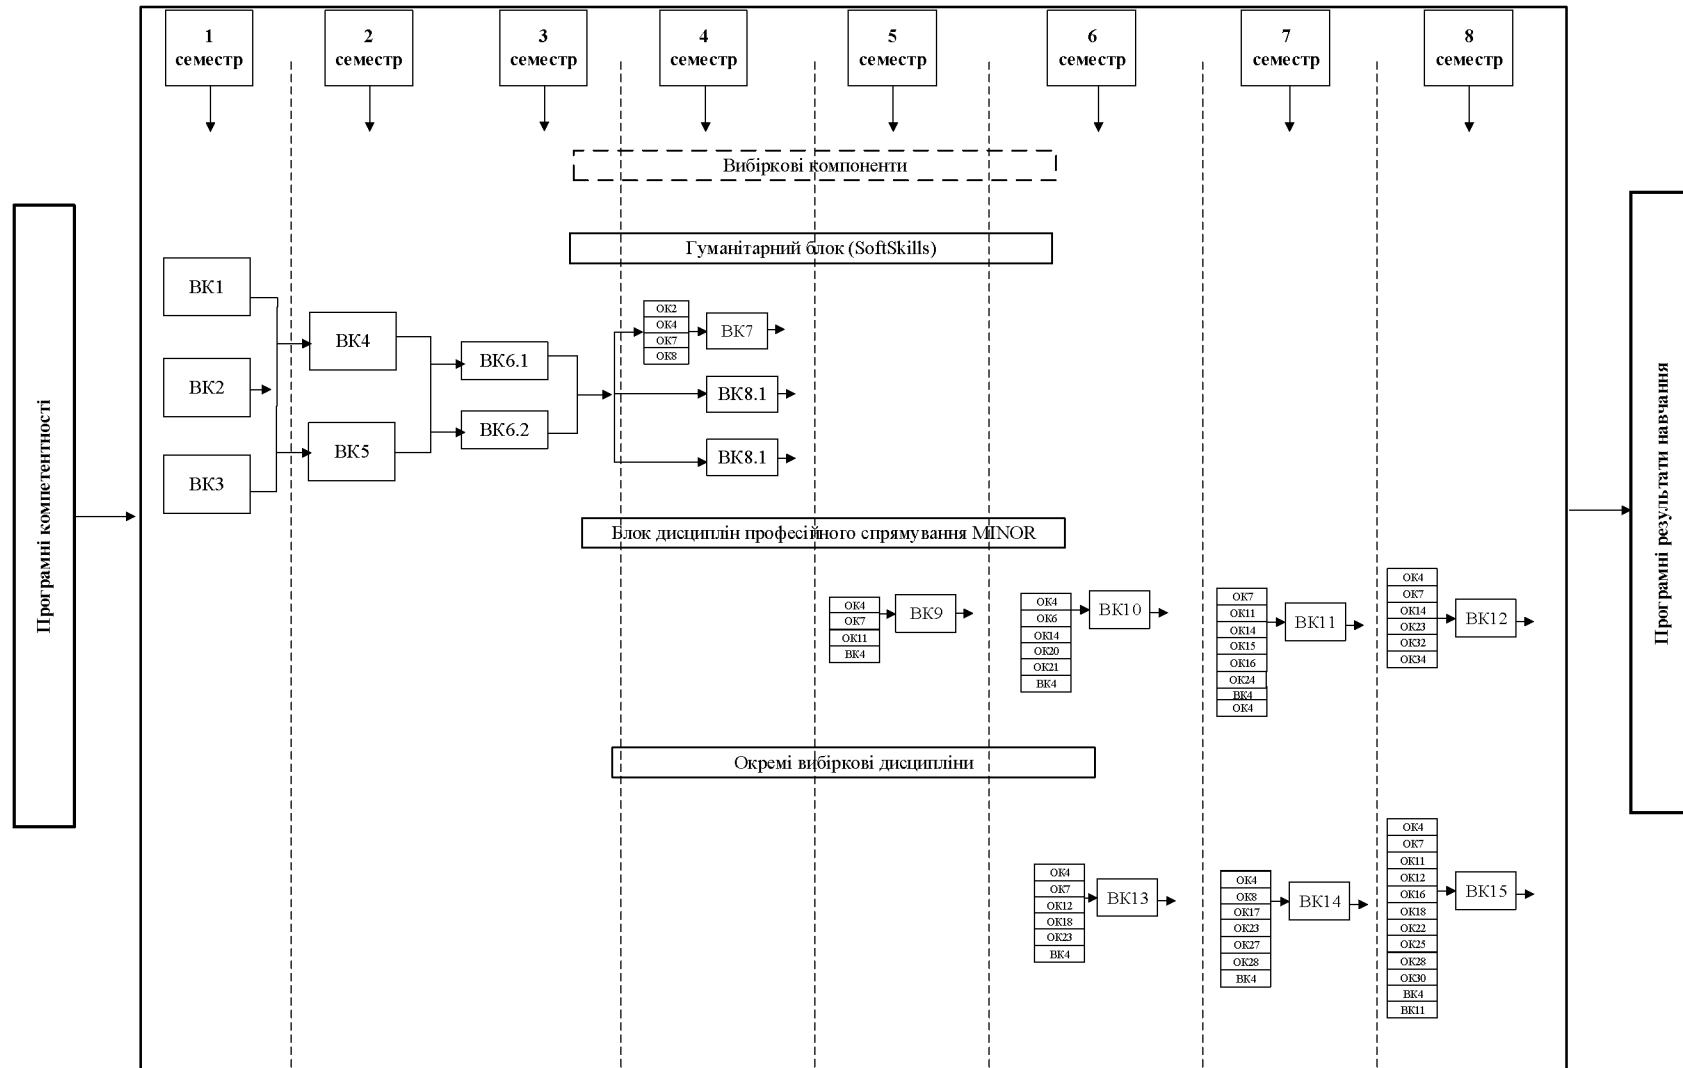 1
семестр
2
семестр
3
семестр
4
семестр
5
семестр
6
семестр
7
семестр
8
семестр
Програмні компетентності
Програмні результати навчання
Вибіркові компоненти
Гуманітарний блок (SoftSkills)
ВК1
ВК2
ВК3
ВК4
ВК5
ВК6.1
ВК6.2
ОК2
ОК4
ОК7
ОК8
ВК7
ВК8.1
ВК8.1
Блок дисциплін професійного спрямування MINOR
ОК4
ОК7
ОК11
ВК4
ВК9
ОК4
ОК6
ОК14
ОК20
ОК21
ВК4
ВК10
ОК7
ОК11
ОК14
ОК15
ОК16
ОК24
ВК4
ОК4
ВК11
ОК4
ОК7
ОК14
ОК23
ОК32
ОК34
ВК12
Окремі вибіркові дисципліни
ОК4
ОК7
ОК12
ОК18
ОК23
ВК4
ВК13
ОК4
ОК8
ОК17
ОК23
ОК27
ОК28
ВК4
ВК14
ОК4
ОК7
ОК11
ОК12
ОК16
ОК18
ОК22
ОК25
ОК28
ОК30
ВК4
ВК11
ВК15